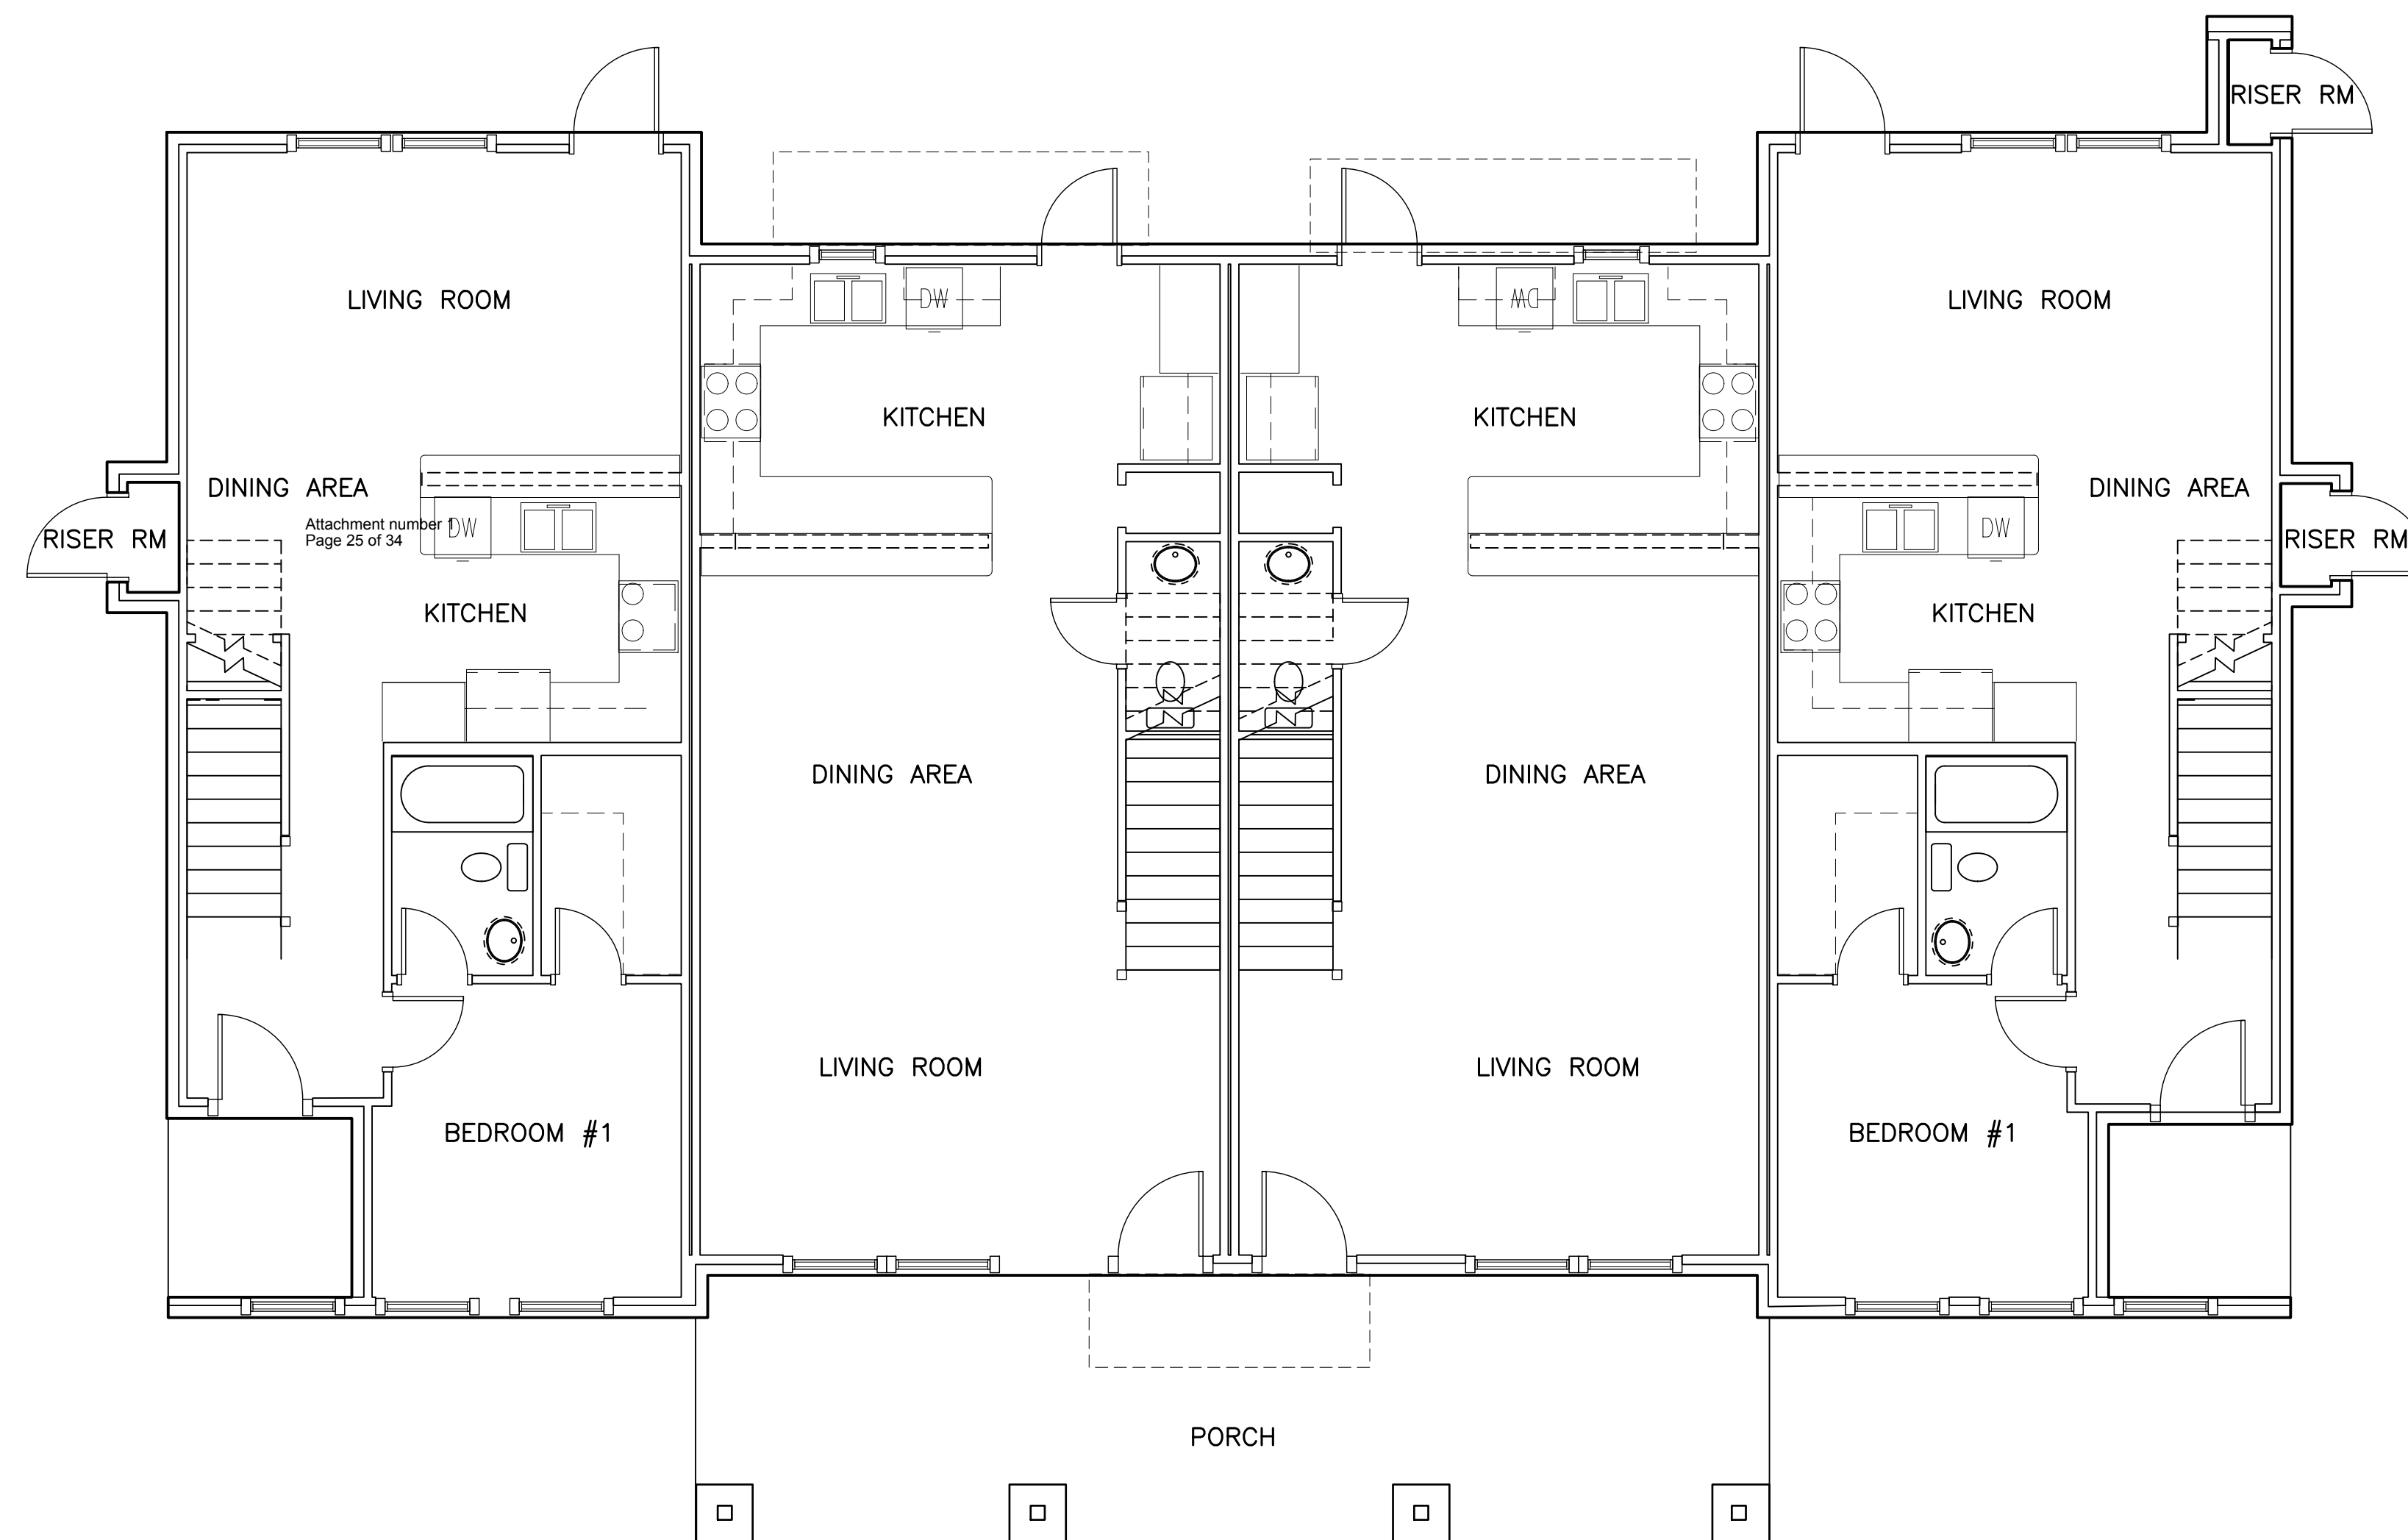 RISER RM
LIVING ROOM
LIVING ROOM
DW
DW
KITCHEN
KITCHEN
DINING AREA
DINING AREA
Attachment number 1
Page 25 of 34
DW
DW
RISER RM
RISER RM
KITCHEN
KITCHEN
DINING AREA
DINING AREA
LIVING ROOM
LIVING ROOM
BEDROOM #1
BEDROOM #1
PORCH